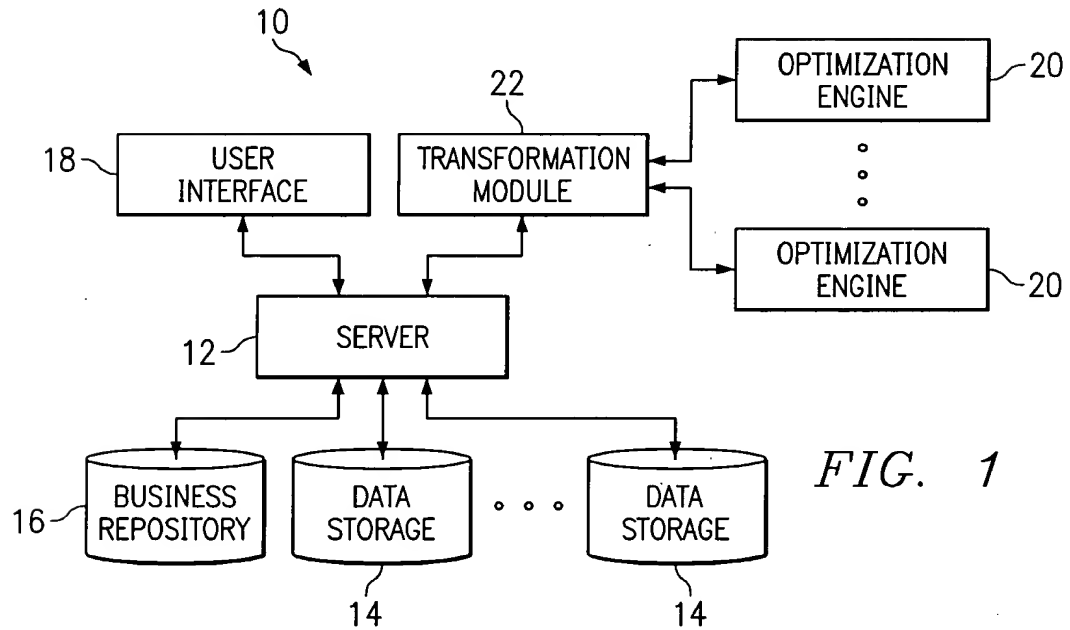 10
22
OPTIMIZATION
ENGINE
20
18
USER
INTERFACE
TRANSFORMATION
MODULE
OPTIMIZATION
ENGINE
20
12
SERVER
16
BUSINESS
REPOSITORY
DATA
STORAGE
DATA
STORAGE
14
14
FIG. 1